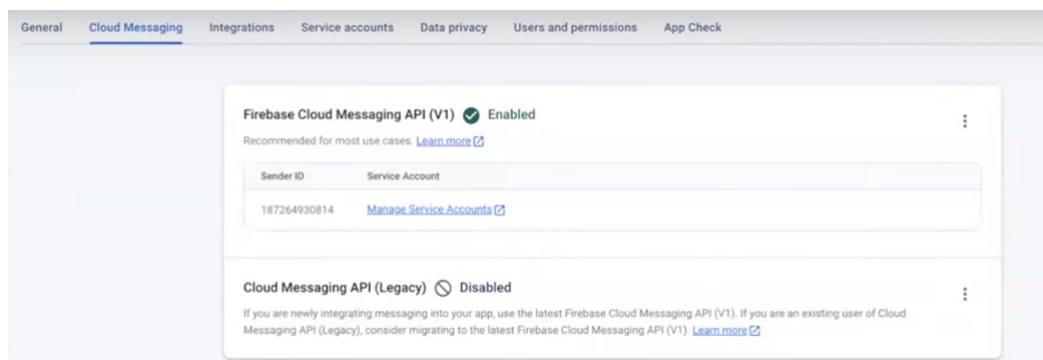 General Cloud Messaging Integrations Service accounts Data privacy Users and permissions App Check
Firebase Cloud Messaging API (V1) Enabled
Recommended for most use cases. Learn more
Sender ID Service Account
187264930814 Manage Service Accounts
Cloud Messaging API (Legacy) Disabled
If you are newly integrating messaging into your app, use the latest Firebase Cloud Messaging API (V1). If you are an existing user of Cloud
Messaging API (Legacy), consider migrating to the latest Firebase Cloud Messaging API (V1). Learn more